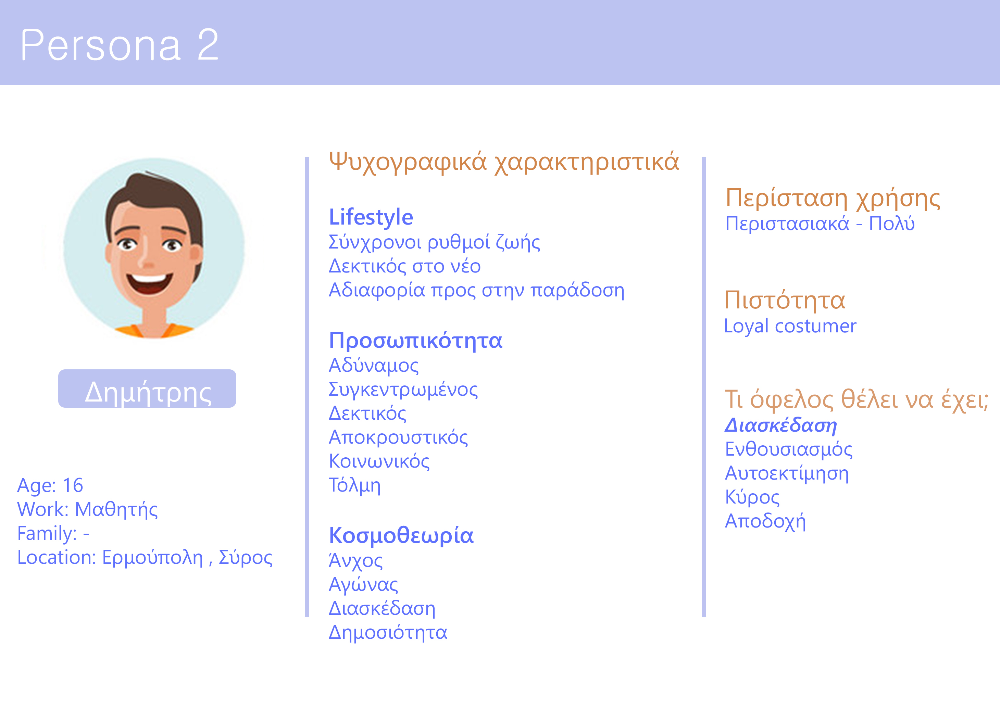 Persona 2
Δημήτρης
Age: 16
Work: Μαθητής
Family: -
Location: Ερμούπολη , Σύρος
Ψυχογραφικά χαρακτηριστικά
Lifestyle
Σύνχρονοι ρυθμοί ζωής
Δεκτικός στο νέο
Αδιαφορία προς στην παράδοση
Προσωπικότητα
Αδύναμος
Συγκεντρωμένος
Δεκτικός
Αποκρουστικός
Κοινωνικός
Τόλμη
Κοσμοθεωρία
Άνχος
Αγώνας
Διασκέδαση
Δημοσιότητα
Περίσταση χρήσης
Περιστασιακά - Πολύ
Πιστότητα
Loyal costumer
Τι όφελος θέλει να έχει;
Διασκέδαση
Ενθουσιασμός
Αυτοεκτίμηση
Κύρος
Αποδοχή